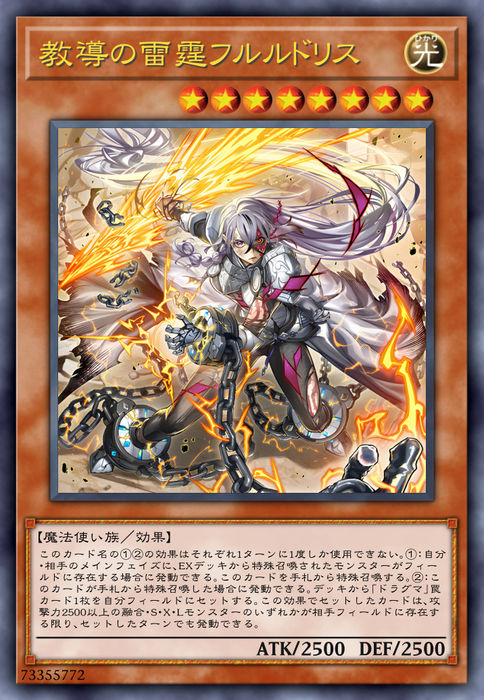 教導の雷霆フルルドリス
ひかり
光
【魔法使い族／効果】
このカード名の①②の効果はそれぞれ1ターンに1度しか使用できない。①：自分
・相手のメインフェイズに、EXデッキから特殊召喚されたモンスターがフィー
ルドに存在する場合に発動できる。このカードを手札から特殊召喚する。②：こ
のカードが手札から特殊召喚した場合に発動できる。デッキから「ドラグマ」罠
カード1枚を自分フィールドにセットする。この効果でセットしたカードは、攻
撃力2500以上の融合・S・X・Lモンスターのいずれかが相手フィールドに存在す
る限り、セットしたターンでも発動できる。
ATK/2500 DEF/2500
73355772